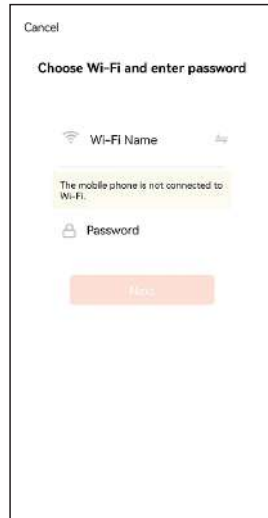 Cancel
Choose Wi-Fi and enter password
Wi-Fi Name
The mobile phone is not connected to
Wi-Fi.
Password
Next